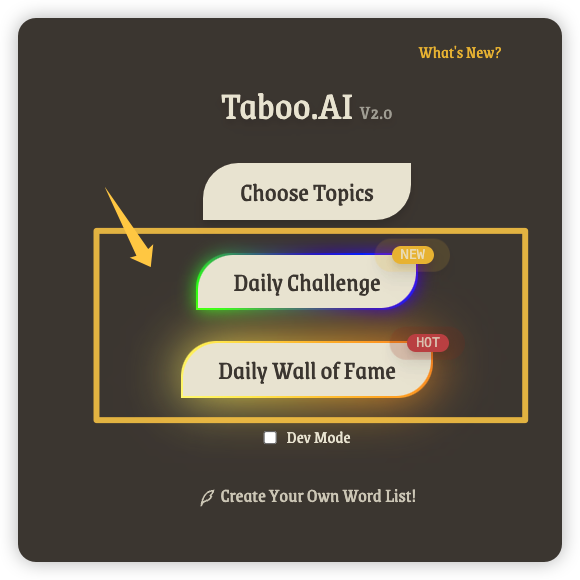 What's New?
Taboo.AI V2.0
Choose Topics
NEW
Daily Challenge
HOT
Daily Wall of Fame
Dev Mode
Create Your Own Word List!